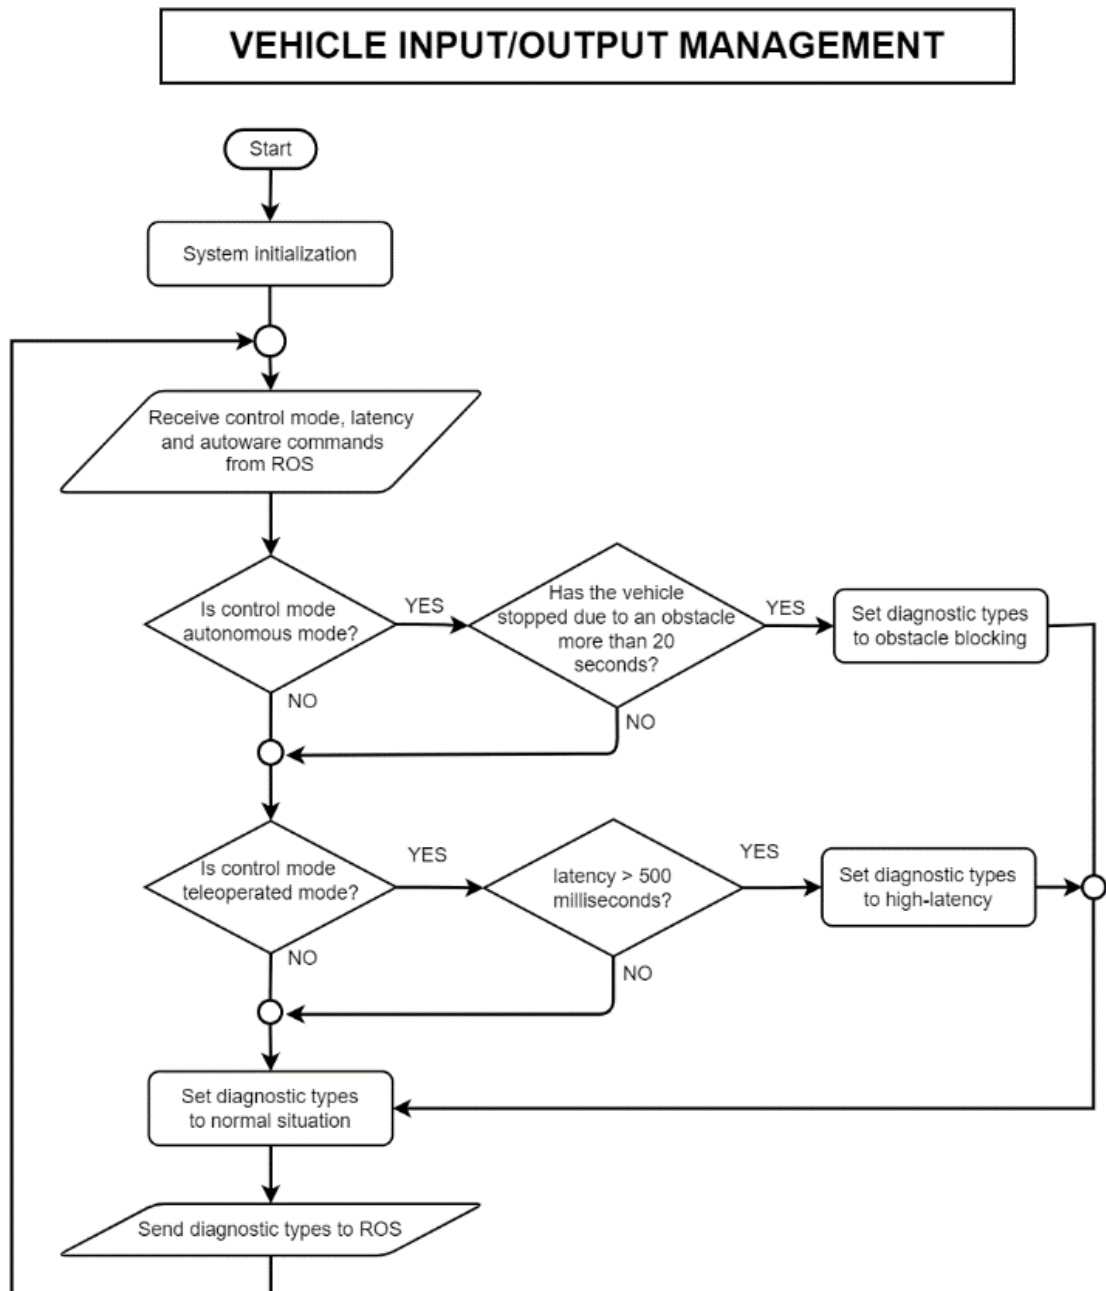 VEHICLE INPUT/OUTPUT MANAGEMENT
Start
System initialization
Receive control mode, latency
and autoware commands
from ROS
Is control mode
autonomous mode?
YES
Has the vehicle
stopped due to an obstacle
more than 20
seconds?
YES
Set diagnostic types
to obstacle blocking
NO
NO
Is control mode
teleoperated mode?
YES
latency > 500
milliseconds?
YES
Set diagnostic types
to high-latency
NO
NO
Set diagnostic types
to normal situation
Send diagnostic types to ROS